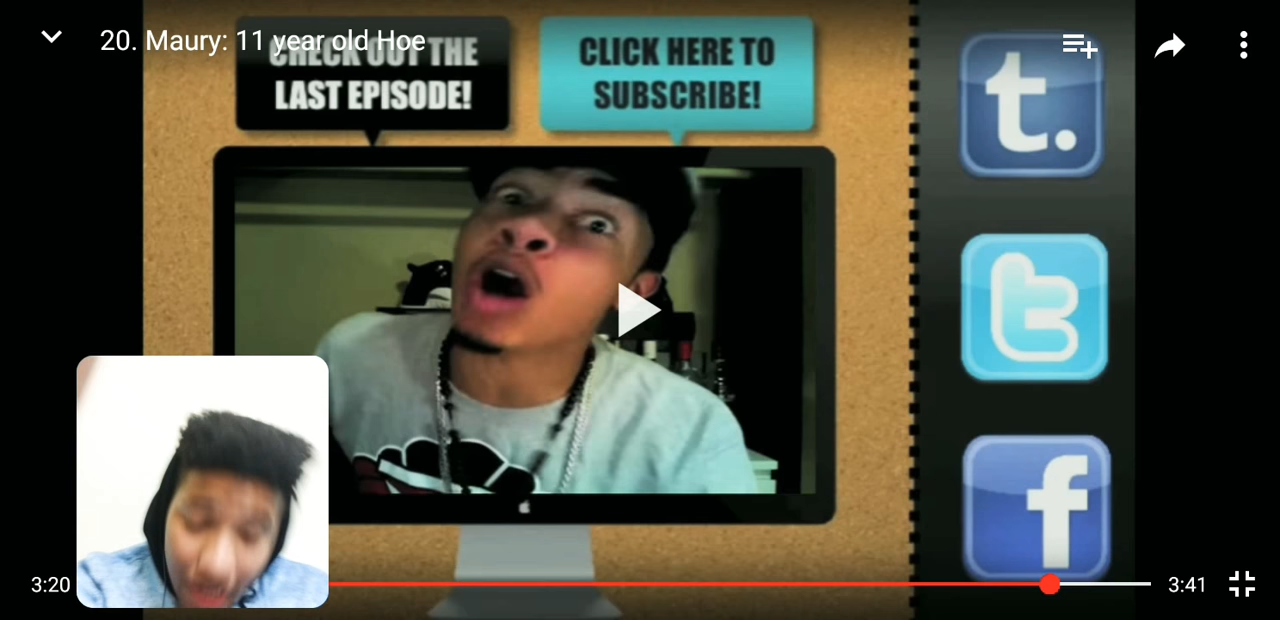 20. Maury: 11 year old Hoe
CHECK OUT THE
LAST EPISODE!
CLICK HERE TO
SUBSCRIBE!
t.
t
f
3:20
3:41